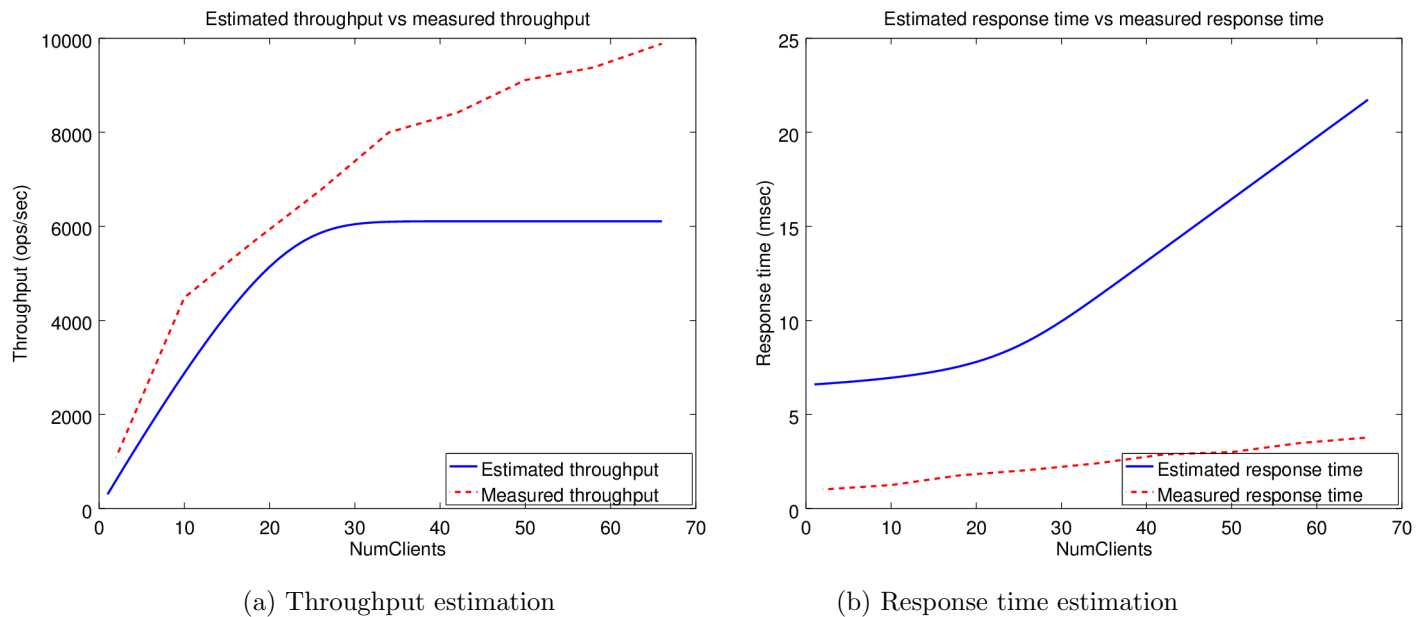 Estimated throughput vs measured throughput
10000
8000
6000
4000
2000
0
Throughput (ops/sec)
0 10 20 30 40 50 60 70
NumClients
Estimated throughput
Measured throughput
(a) Throughput estimation
Estimated response time vs measured response time
25
20
15
10
5
0
Response time (msec)
0 10 20 30 40 50 60 70
NumClients
Estimated response time
Measured response time
(b) Response time estimation